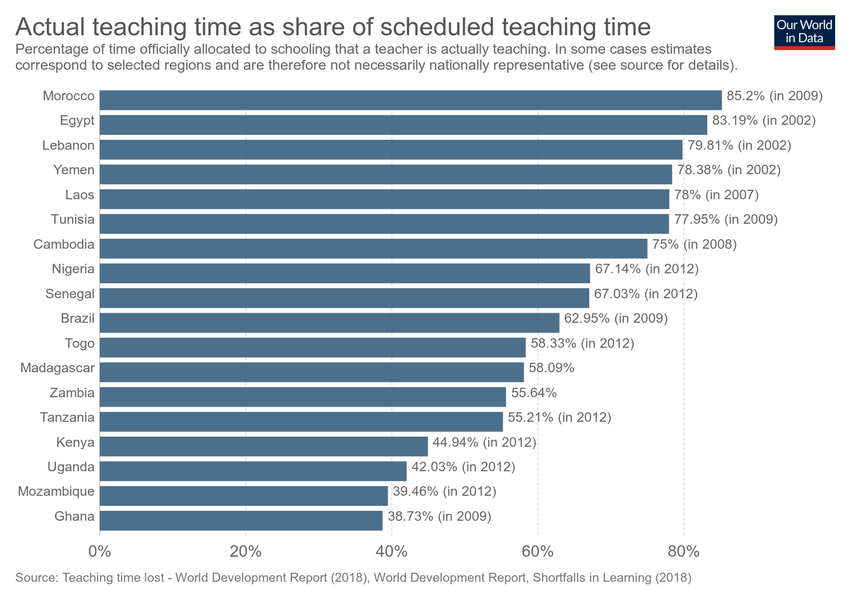 Actual teaching time as share of scheduled teaching time
Our World
in Data
Percentage of time officially allocated to schooling that a teacher is actually teaching. In some cases estimates
correspond to selected regions and are therefore not necessarily nationally representative (see source for details).
Morocco 85.2% (in 2009)
Egypt 83.19% (in 2002)
Lebanon 79.81% (in 2002)
Yemen 78.38% (in 2002)
Laos 78% (in 2007)
Tunisia 77.95% (in 2009)
Cambodia 75% (in 2008)
Nigeria 67.14% (in 2012)
Senegal 67.03% (in 2012)
Brazil 62.95% (in 2009)
Togo 58.33% (in 2012)
Madagascar 58.09%
Zambia 55.64%
Tanzania 55.21% (in 2012)
Kenya 44.94% (in 2012)
Uganda 42.03% (in 2012)
Mozambique 39.46% (in 2012)
Ghana 38.73% (in 2009)
0% 20% 40% 60% 80%
Source: Teaching time lost - World Development Report (2018), World Development Report, Shortfalls in Learning (2018)